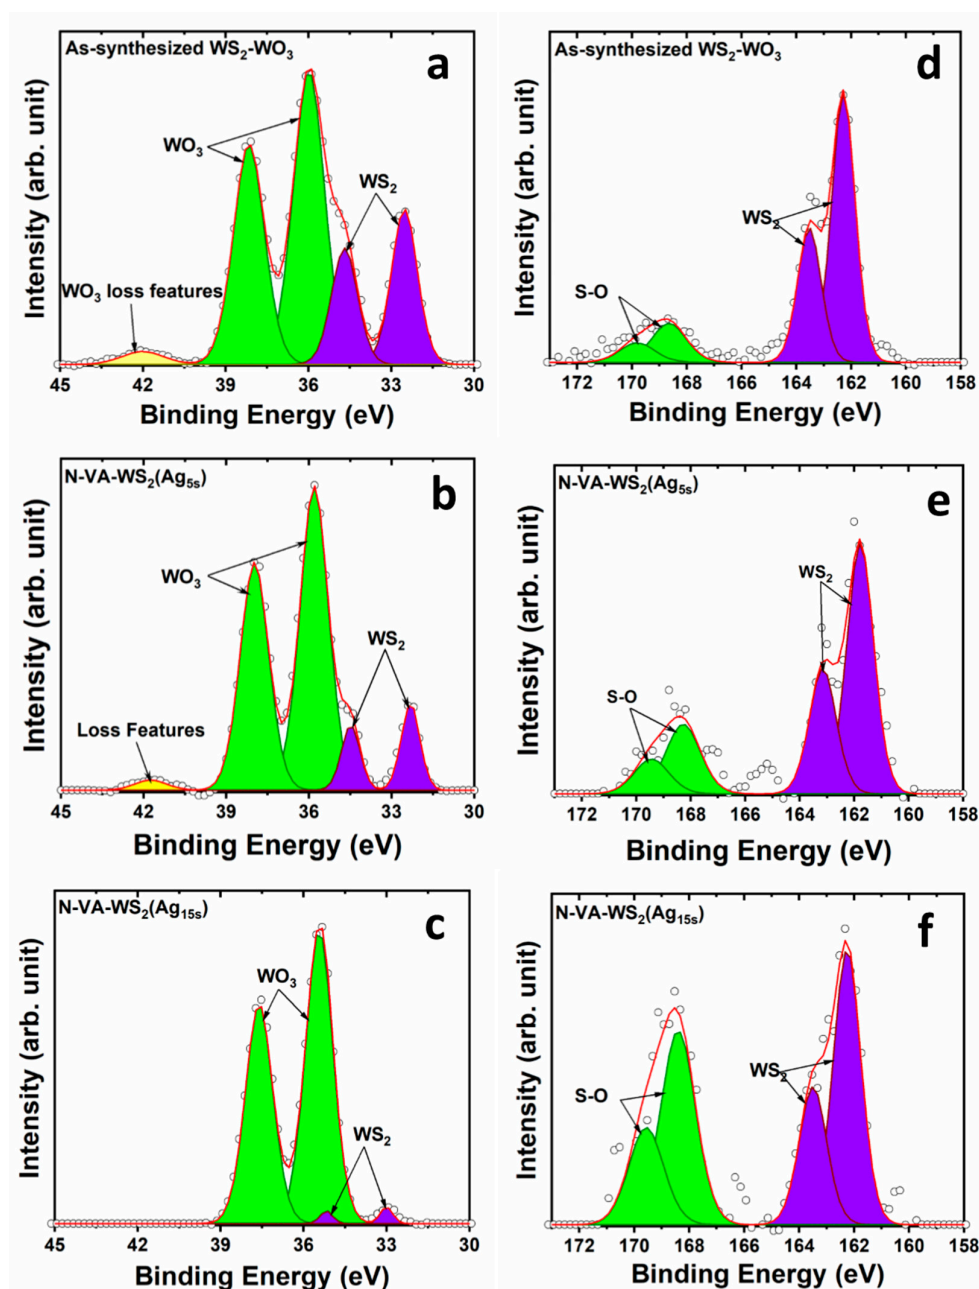 As-synthesized WS₂-WO₃
a
WO₃
WS₂
WO₃ loss features
Intensity (arb. unit)
45 42 39 36 33 30
Binding Energy (eV)
As-synthesized WS₂-WO₃
d
WS₂
S-O
Intensity (arb. unit)
172 170 168 166 164 162 160 158
Binding Energy (eV)
N-VA-WS₂(Ag₅ₛ)
b
WO₃
WS₂
Loss Features
Intensity (arb. unit)
45 42 39 36 33 30
Binding Energy (eV)
N-VA-WS₂(Ag₅ₛ)
e
WS₂
S-O
Intensity (arb. unit)
172 170 168 166 164 162 160 158
Binding Energy (eV)
N-VA-WS₂(Ag₁₅ₛ)
c
WO₃
WS₂
Intensity (arb. unit)
45 42 39 36 33 30
Binding Energy (eV)
N-VA-WS₂(Ag₁₅ₛ)
f
WS₂
S-O
Intensity (arb. unit)
172 170 168 166 164 162 160 158
Binding Energy (eV)